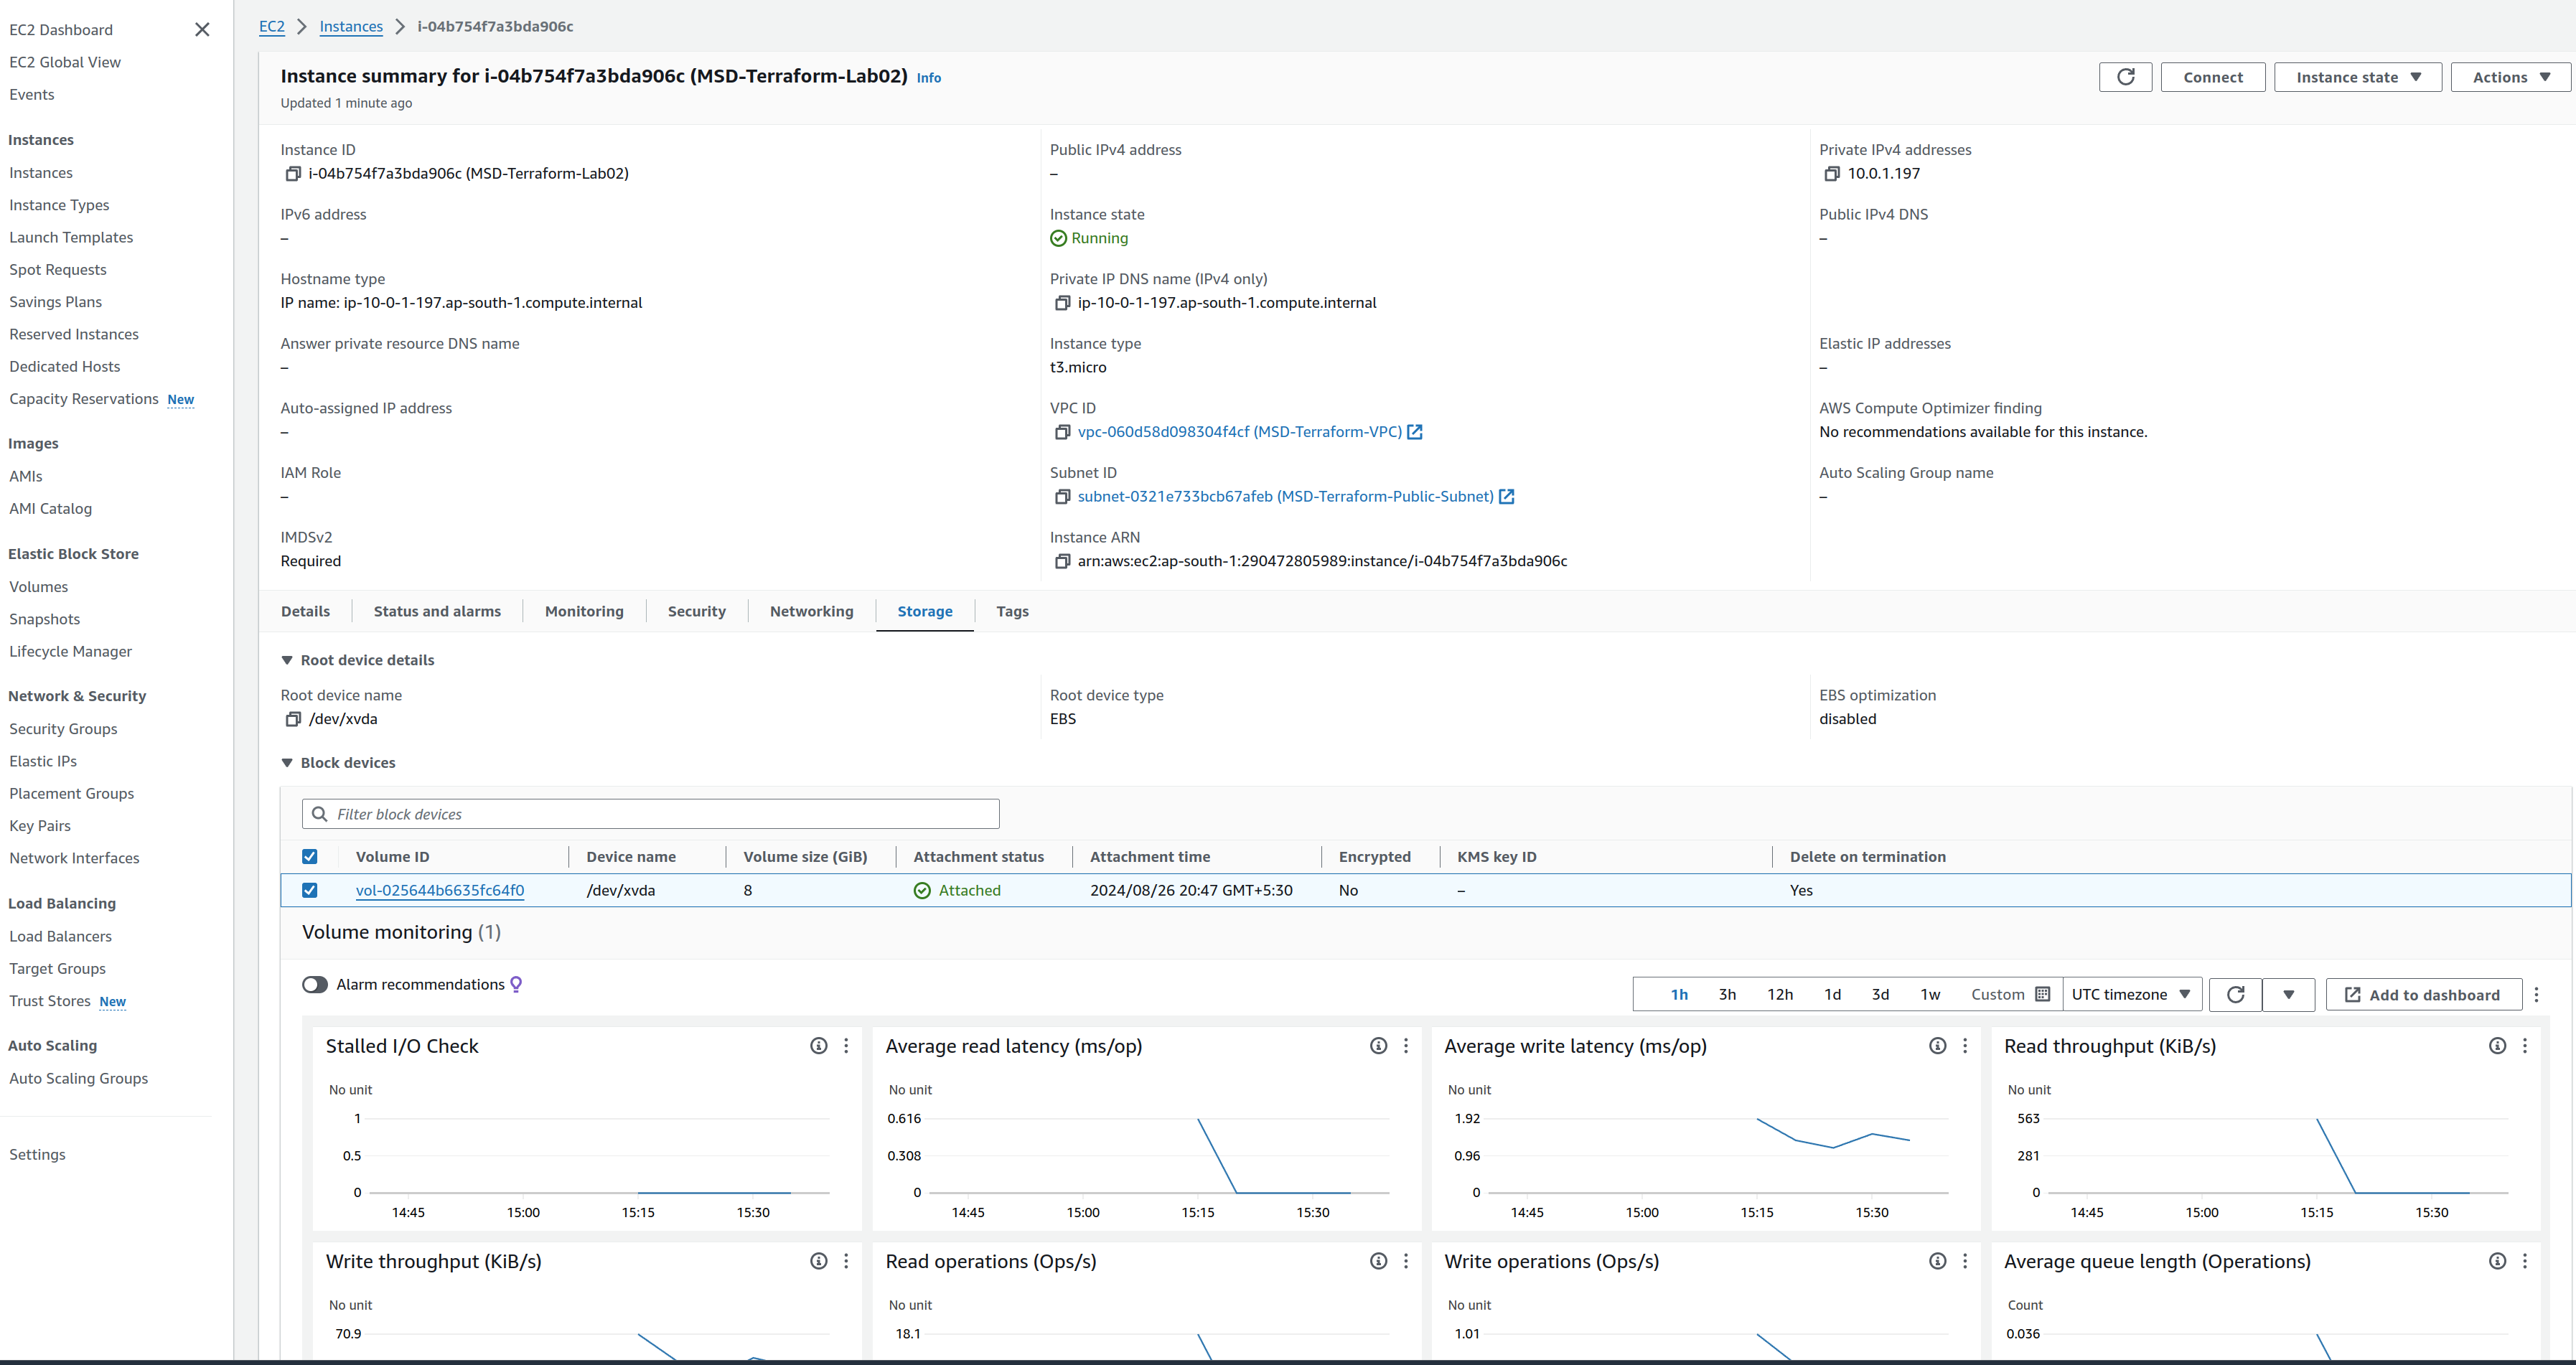 EC2 Dashboard
EC2 Global View
Events
Instances
Instances
Instance Types
Launch Templates
Spot Requests
Savings Plans
Reserved Instances
Dedicated Hosts
Capacity Reservations New
Images
AMIs
AMI Catalog
Elastic Block Store
Volumes
Snapshots
Lifecycle Manager
Network & Security
Security Groups
Elastic IPs
Placement Groups
Key Pairs
Network Interfaces
Load Balancing
Load Balancers
Target Groups
Trust Stores New
Auto Scaling
Auto Scaling Groups
Settings
EC2 > Instances > i-04b754f7a3bda906c
Instance summary for i-04b754f7a3bda906c (MSD-Terraform-Lab02) Info
Updated 1 minute ago
Connect
Instance state
Actions
Instance ID
i-04b754f7a3bda906c (MSD-Terraform-Lab02)
Public IPv4 address
–
Private IPv4 addresses
10.0.1.197
IPv6 address
–
Instance state
Running
Public IPv4 DNS
–
Hostname type
IP name: ip-10-0-1-197.ap-south-1.compute.internal
Private IP DNS name (IPv4 only)
ip-10-0-1-197.ap-south-1.compute.internal
Answer private resource DNS name
–
Instance type
t3.micro
Elastic IP addresses
–
Auto-assigned IP address
–
VPC ID
vpc-060d58d098304f4cf (MSD-Terraform-VPC)
AWS Compute Optimizer finding
No recommendations available for this instance.
IAM Role
–
Subnet ID
subnet-0321e733bcb67afeb (MSD-Terraform-Public-Subnet)
Auto Scaling Group name
–
IMDSv2
Required
Instance ARN
arn:aws:ec2:ap-south-1:290472805989:instance/i-04b754f7a3bda906c
Details Status and alarms Monitoring Security Networking Storage Tags
Root device details
Root device name
/dev/xvda
Root device type
EBS
EBS optimization
disabled
Block devices
Filter block devices
Volume ID Device name Volume size (GiB) Attachment status Attachment time Encrypted KMS key ID Delete on termination
vol-025644b6635fc64f0 /dev/xvda 8 Attached 2024/08/26 20:47 GMT+5:30 No – Yes
Volume monitoring (1)
Alarm recommendations
1h 3h 12h 1d 3d 1w Custom UTC timezone Add to dashboard
Stalled I/O Check
No unit
1
0.5
0
14:45 15:00 15:15 15:30
Average read latency (ms/op)
No unit
0.616
0.308
0
14:45 15:00 15:15 15:30
Average write latency (ms/op)
No unit
1.92
0.96
0
14:45 15:00 15:15 15:30
Read throughput (KiB/s)
No unit
563
281
0
14:45 15:00 15:15 15:30
Write throughput (KiB/s)
No unit
70.9
Read operations (Ops/s)
No unit
18.1
Write operations (Ops/s)
No unit
1.01
Average queue length (Operations)
Count
0.036